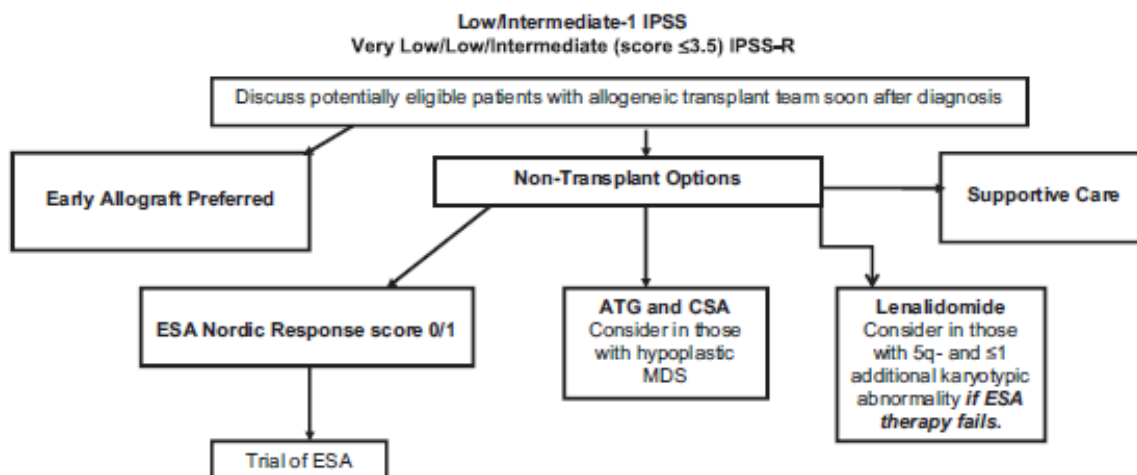 Low/Intermediate-1 IPSS
Very Low/Low/Intermediate (score ≤3.5) IPSS-R
Discuss potentially eligible patients with allogeneic transplant team soon after diagnosis
Early Allograft Preferred
Non-Transplant Options
Supportive Care
ESA Nordic Response score 0/1
ATG and CSA
Consider in those
with hypoplastic
MDS
Lenalidomide
Consider in those
with 5q- and ≤1
additional karyotypic
abnormality if ESA
therapy fails.
Trial of ESA